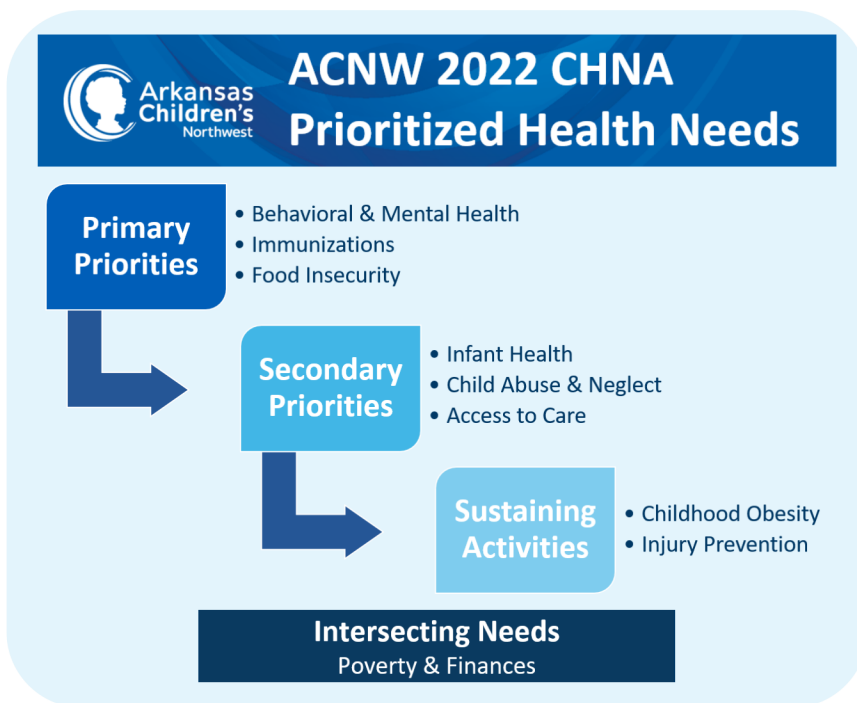 Arkansas
Children's
Northwest
ACNW 2022 CHNA
Prioritized Health Needs
Primary
Priorities
• Behavioral & Mental Health
• Immunizations
• Food Insecurity
Secondary
Priorities
• Infant Health
• Child Abuse & Neglect
• Access to Care
Sustaining
Activities
• Childhood Obesity
• Injury Prevention
Intersecting Needs
Poverty & Finances